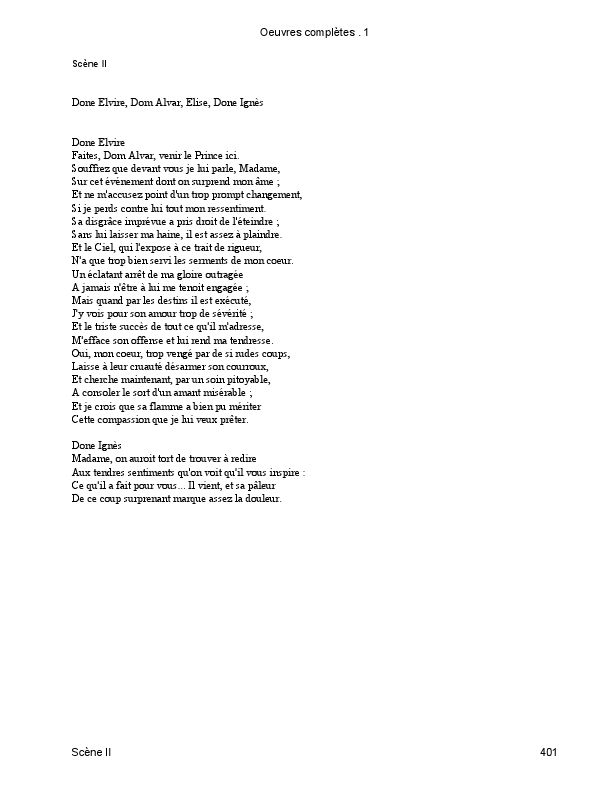 Oeuvres complètes . 1
Scène II
Done Elvire, Dom Alvar, Elise, Done Ignès
Done Elvire
Faites, Dom Alvar, venir le Prince ici.
Souffrez que devant vous je lui parle, Madame,
Sur cet événement dont on surprend mon âme ;
Et ne m'accusez point d'un trop prompt changement,
Si je perds contre lui tout mon ressentiment.
Sa disgrâce imprévue a pris droit de l'éteindre ;
Sans lui laisser ma haine, il est assez à plaindre.
Et le Ciel, qui l'expose à ce trait de rigueur,
N'a que trop bien servi les serments de mon coeur.
Un éclatant arrêt de ma gloire outragée
A jamais n'être à lui me tenoit engagée ;
Mais quand par les destins il est exécuté,
J'y vois pour son amour trop de sévérité ;
Et le triste succès de tout ce qu'il m'adresse,
M'efface son offense et lui rend ma tendresse.
Oui, mon coeur, trop vengé par de si rudes coups,
Laisse à leur cruauté désarmer son courroux,
Et cherche maintenant, par un soin pitoyable,
A consoler le sort d'un amant misérable ;
Et je crois que sa flamme a bien pu mériter
Cette compassion que je lui veux prêter.
Done Ignès
Madame, on auroit tort de trouver à redire
Aux tendres sentiments qu'on voit qu'il vous inspire :
Ce qu'il a fait pour vous... Il vient, et sa pâleur
De ce coup surprenant marque assez la douleur.
Scène II
401